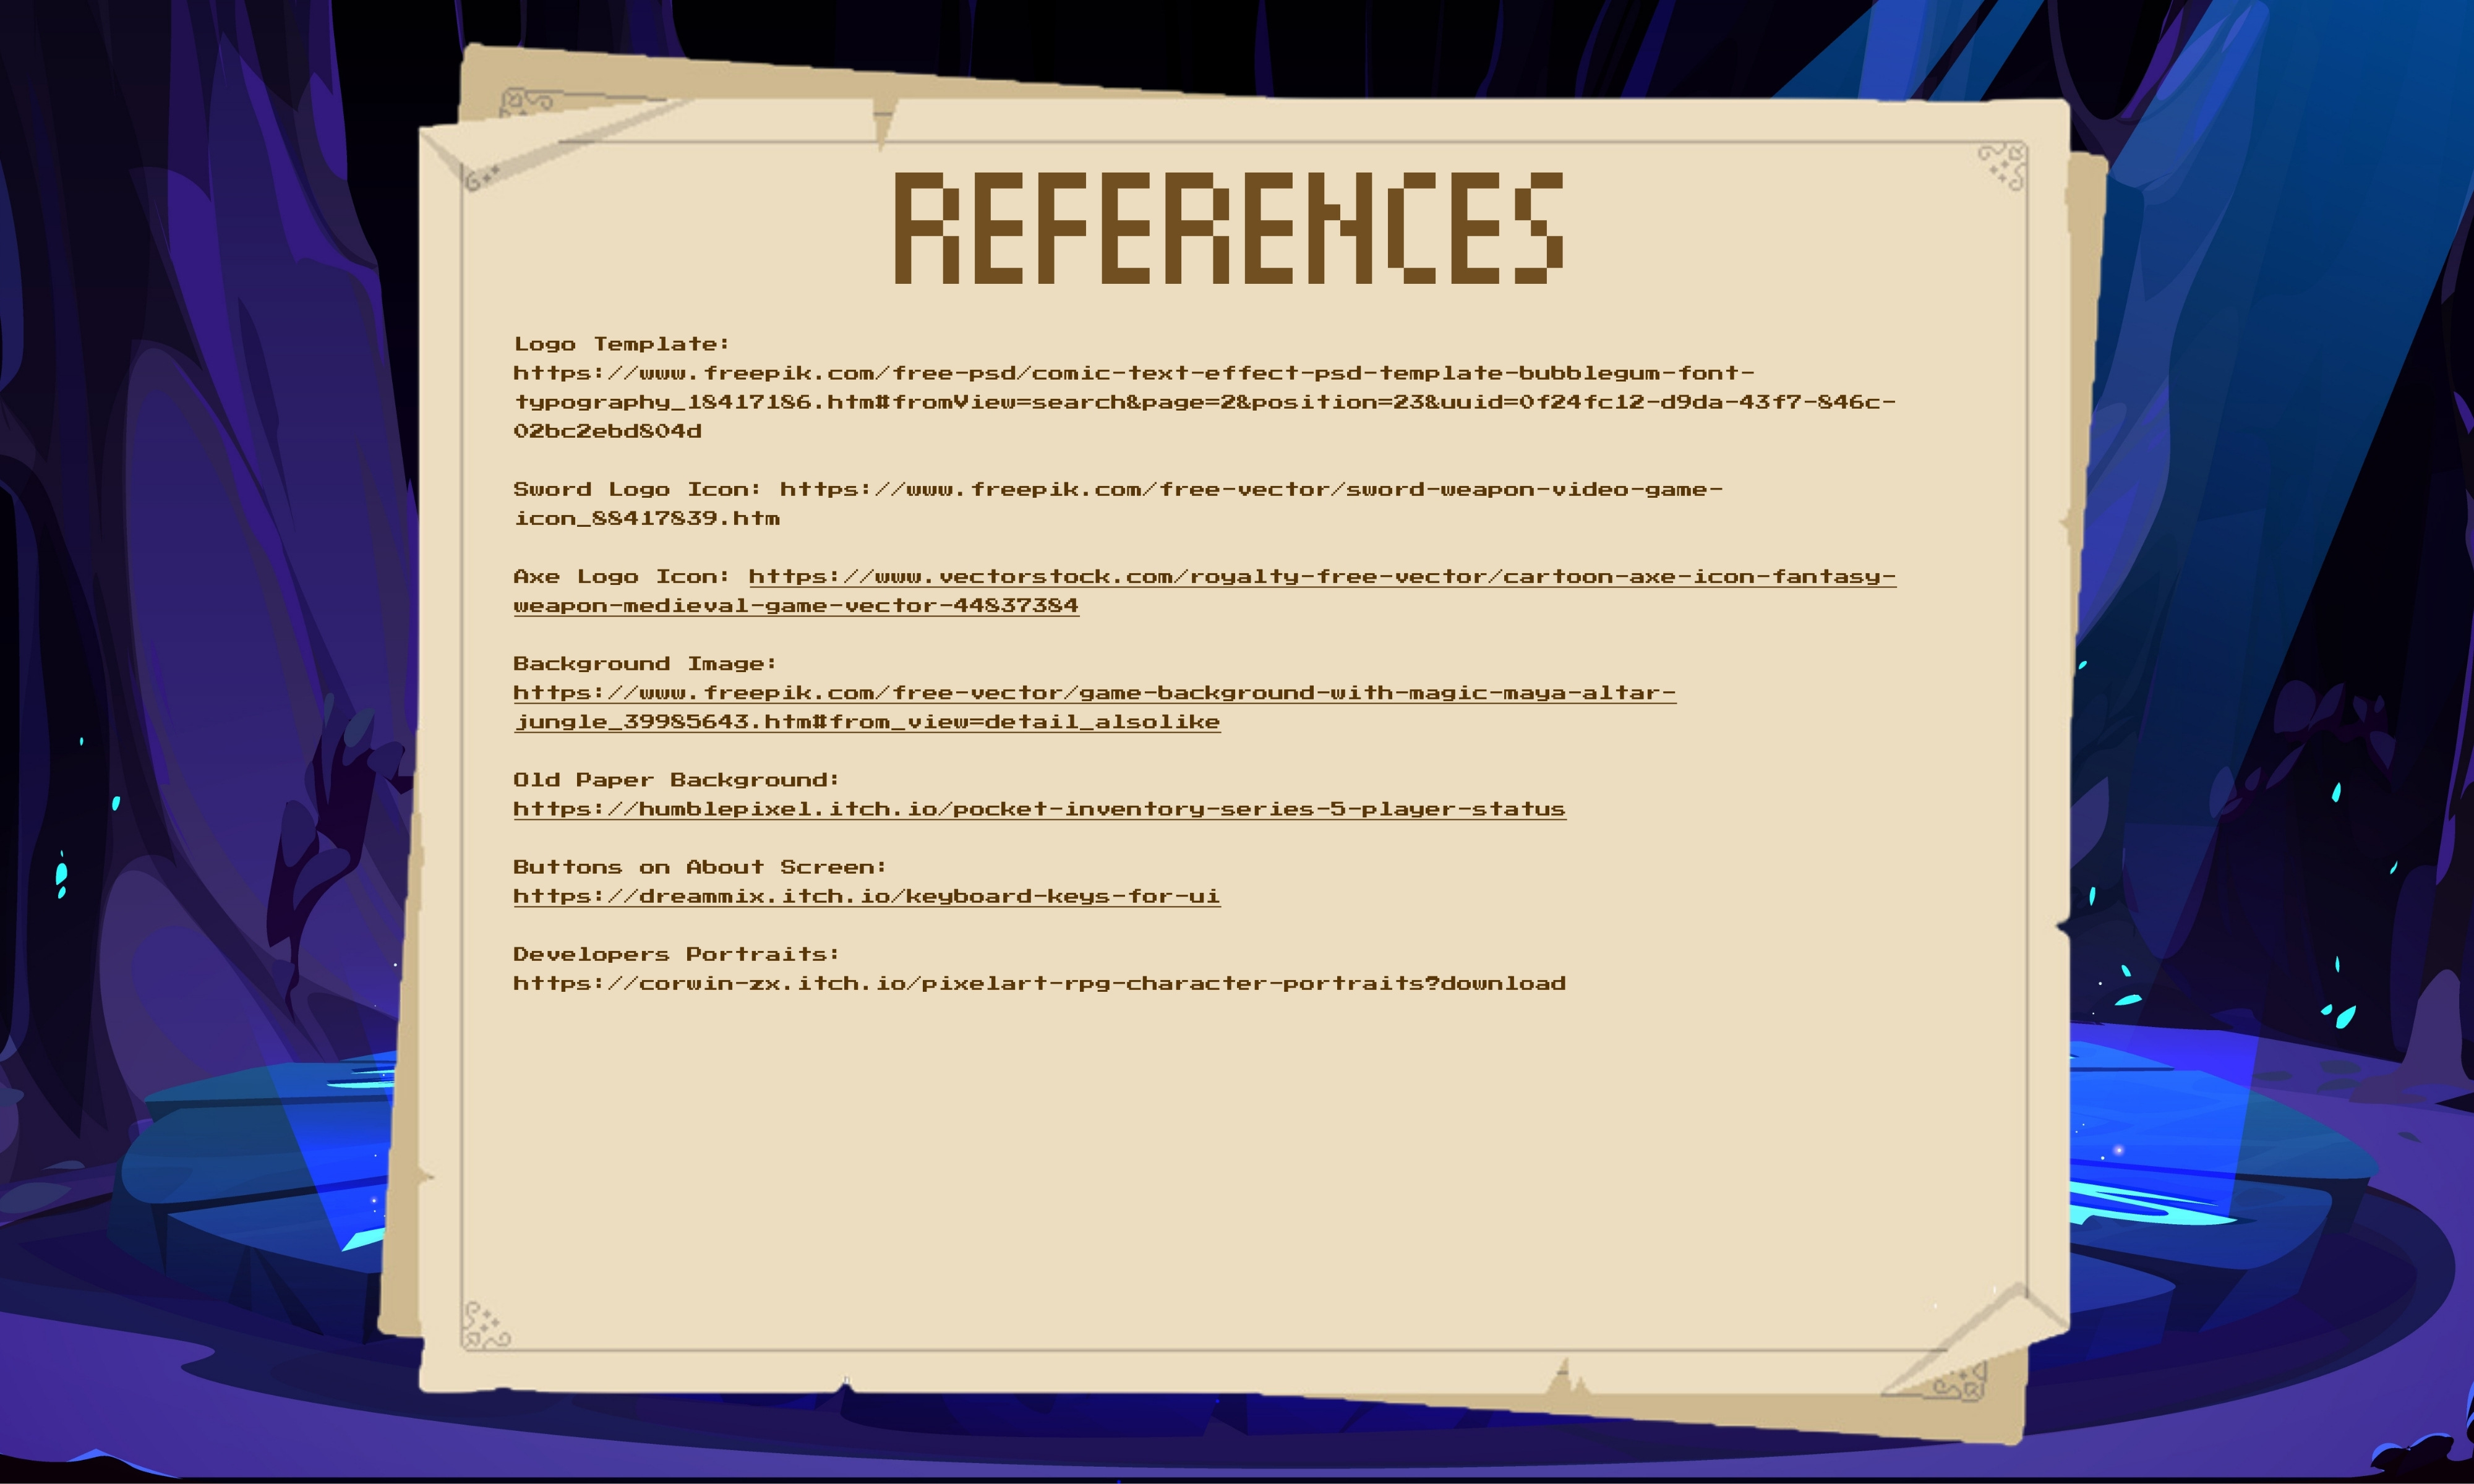 REFERENCES
Logo Template:
https://www.freepik.com/free-psd/comic-text-effect-psd-template-bubblegum-font-
typography_18417186.htm#fromView=search&page=2&position=23&uuid=0f24fc12-d9da-43f7-846c-
02bc2ebd804d
Sword Logo Icon: https://www.freepik.com/free-vector/sword-weapon-video-game-
icon_88417839.htm
Axe Logo Icon: https://www.vectorstock.com/royalty-free-vector/cartoon-axe-icon-fantasy-
weapon-medieval-game-vector-44837384
Background Image:
https://www.freepik.com/free-vector/game-background-with-magic-maya-altar-
jungle_39985643.htm#from_view=detail_alsolike
Old Paper Background:
https://humblepixel.itch.io/pocket-inventory-series-5-player-status
Buttons on About Screen:
https://dreammix.itch.io/keyboard-keys-for-ui
Developers Portraits:
https://corwin-zx.itch.io/pixelart-rpg-character-portraits?download